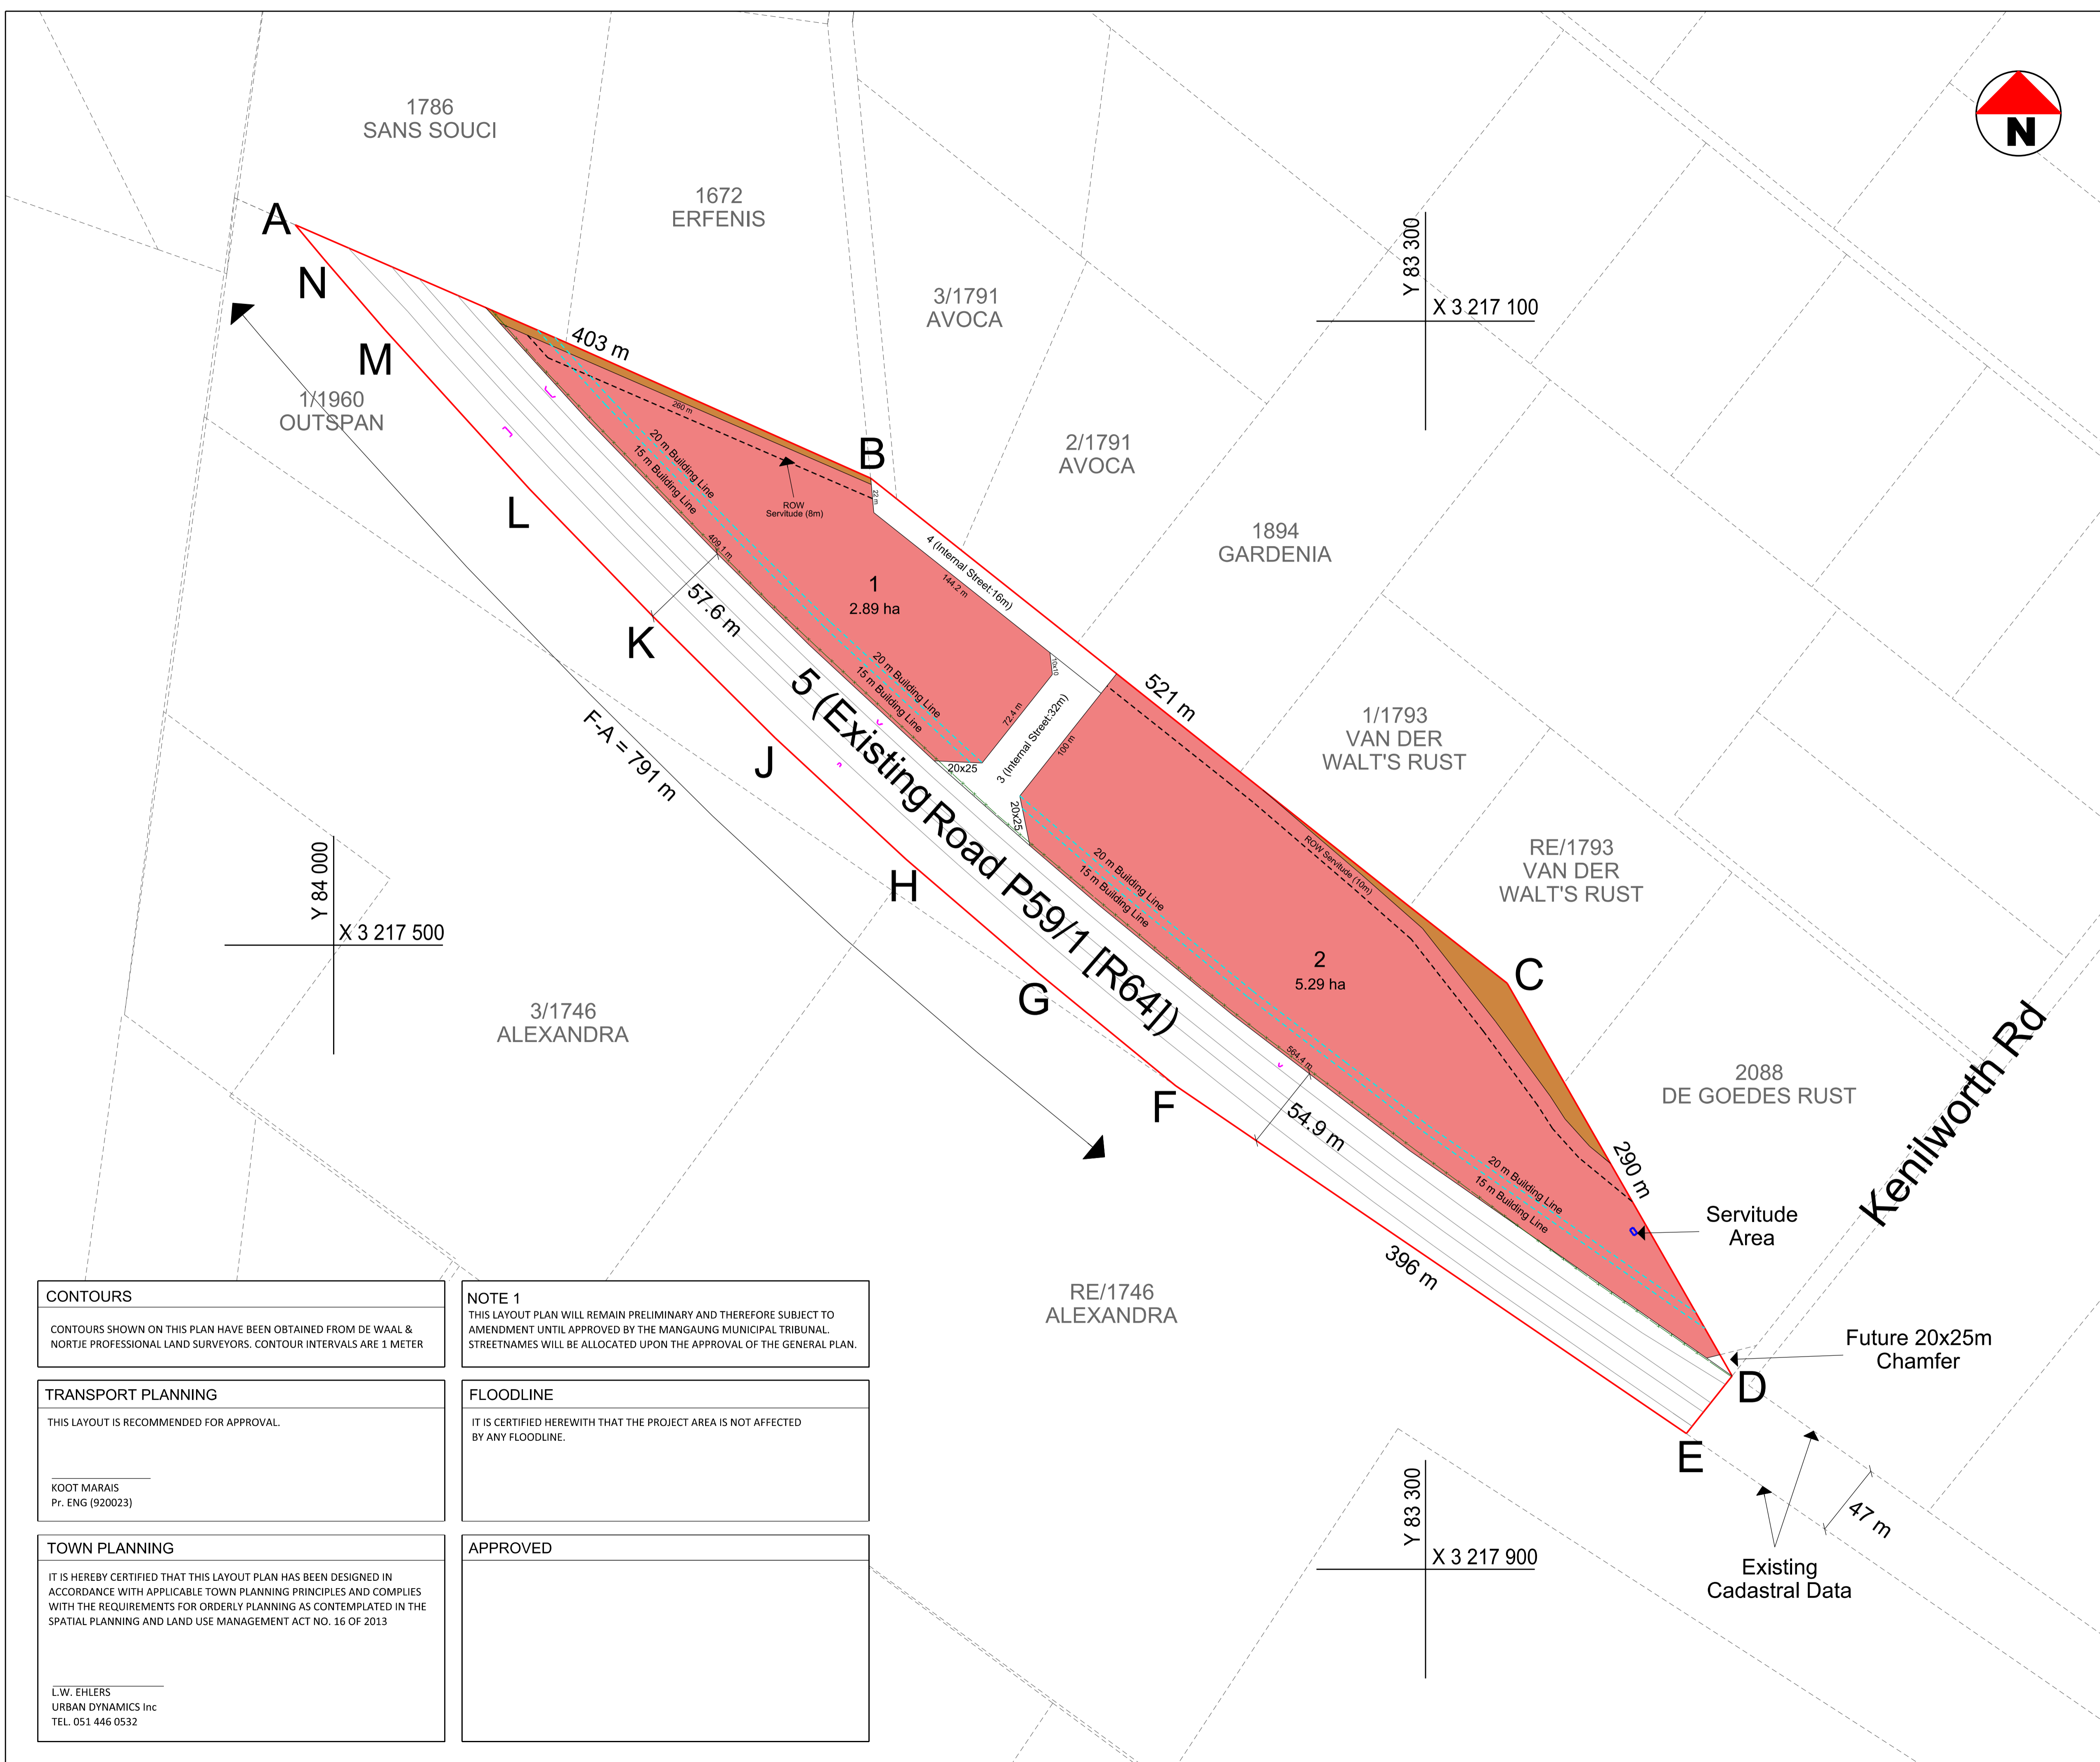 1786
SANS SOUCI
1672
ERFENIS
N
A
N
M
3/1791
AVOCA
Y 83 300
X 3 217 100
403 m
1/1960
OUTSPAN
260 m
B
2/1791
AVOCA
20 m Building Line
15 m Building Line
22 m
ROW
Servitude (8m)
L
409.1 m
4 (Internal Street:16m)
144.2 m
1894
GARDENIA
1
2.89 ha
57.6 m
K
20 m Building Line
15 m Building Line
10x10
72.4 m
3 (Internal Street:32m)
100 m
521 m
1/1793
VAN DER
WALT'S RUST
F-A = 791 m
J
20x25
20x25
5 (Existing Road P59/1 [R64])
Y 84 000
X 3 217 500
20 m Building Line
15 m Building Line
ROW Servitude (10m)
RE/1793
VAN DER
WALT'S RUST
H
2
5.29 ha
C
G
3/1746
ALEXANDRA
564.4 m
F
54.9 m
2088
DE GOEDES RUST
Kenilworth Rd
20 m Building Line
15 m Building Line
290 m
Servitude
Area
396 m
RE/1746
ALEXANDRA
Future 20x25m
Chamfer
D
E
Y 83 300
X 3 217 900
47 m
Existing
Cadastral Data
CONTOURS
CONTOURS SHOWN ON THIS PLAN HAVE BEEN OBTAINED FROM DE WAAL &
NORTJE PROFESSIONAL LAND SURVEYORS. CONTOUR INTERVALS ARE 1 METER
NOTE 1
THIS LAYOUT PLAN WILL REMAIN PRELIMINARY AND THEREFORE SUBJECT TO
AMENDMENT UNTIL APPROVED BY THE MANGAUNG MUNICIPAL TRIBUNAL.
STREETNAMES WILL BE ALLOCATED UPON THE APPROVAL OF THE GENERAL PLAN.
TRANSPORT PLANNING
THIS LAYOUT IS RECOMMENDED FOR APPROVAL.
KOOT MARAIS
Pr. ENG (920023)
FLOODLINE
IT IS CERTIFIED HEREWITH THAT THE PROJECT AREA IS NOT AFFECTED
BY ANY FLOODLINE.
TOWN PLANNING
IT IS HEREBY CERTIFIED THAT THIS LAYOUT PLAN HAS BEEN DESIGNED IN
ACCORDANCE WITH APPLICABLE TOWN PLANNING PRINCIPLES AND COMPLIES
WITH THE REQUIREMENTS FOR ORDERLY PLANNING AS CONTEMPLATED IN THE
SPATIAL PLANNING AND LAND USE MANAGEMENT ACT NO. 16 OF 2013
L.W. EHLERS
URBAN DYNAMICS Inc
TEL. 051 446 0532
APPROVED